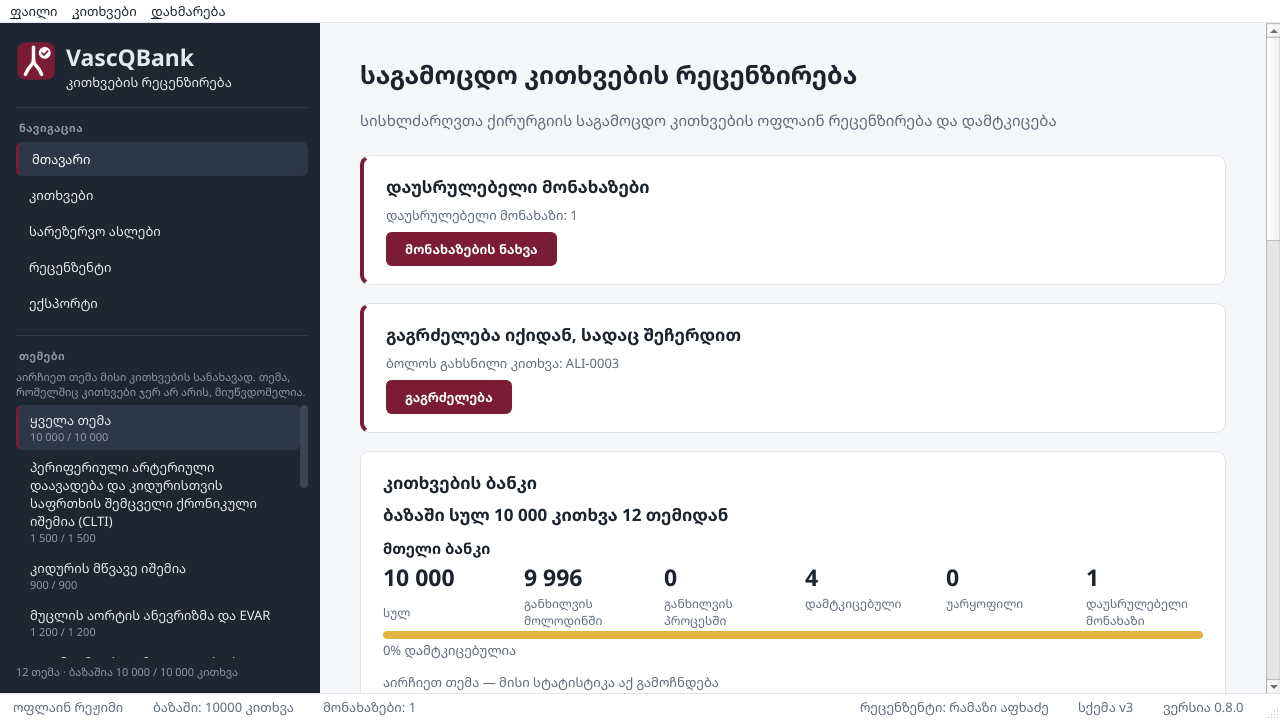 ფაილი კითხვები დახმარება
VascQBank
კითხვების რეცენზირება
ნავიგაცია
მთავარი
კითხვები
სარეზერვო ასლები
რეცენზენტი
ექსპორტი
თემები
აირჩიეთ თემა მისი კითხვების სანახავად. თემა,
რომელშიც კითხვები ჯერ არ არის, მიუწვდომელია.
ყველა თემა
10 000 / 10 000
პერიფერიული არტერიული
დაავადება და კიდურისთვის
საფრთხის შემცველი ქრონიკული
იშემია (CLTI)
1 500 / 1 500
კიდურის მწვავე იშემია
900 / 900
მუცლის აორტის ანევრიზმა და EVAR
1 200 / 1 200
12 თემა · ბაზაშია 10 000 / 10 000 კითხვა
საგამოცდო კითხვების რეცენზირება
სისხლძარღვთა ქირურგიის საგამოცდო კითხვების ოფლაინ რეცენზირება და დამტკიცება
დაუსრულებელი მონახაზები
დაუსრულებელი მონახაზი: 1
მონახაზების ნახვა
გაგრძელება იქიდან, სადაც შეჩერდით
ბოლოს გახსნილი კითხვა: ALI-0003
გაგრძელება
კითხვების ბანკი
ბაზაში სულ 10 000 კითხვა 12 თემიდან
მთელი ბანკი
10 000 9 996 0 4 0 1
სულ განხილვის განხილვის დამტკიცებული უარყოფილი დაუსრულებელი
მოლოდინში პროცესში მონახაზი
0% დამტკიცებულია
აირჩიეთ თემა — მისი სტატისტიკა აქ გამოჩნდება
ოფლაინ რეჟიმი ბაზაში: 10000 კითხვა მონახაზები: 1 რეცენზენტი: რამაზი აფხაძე სქემა v3 ვერსია 0.8.0